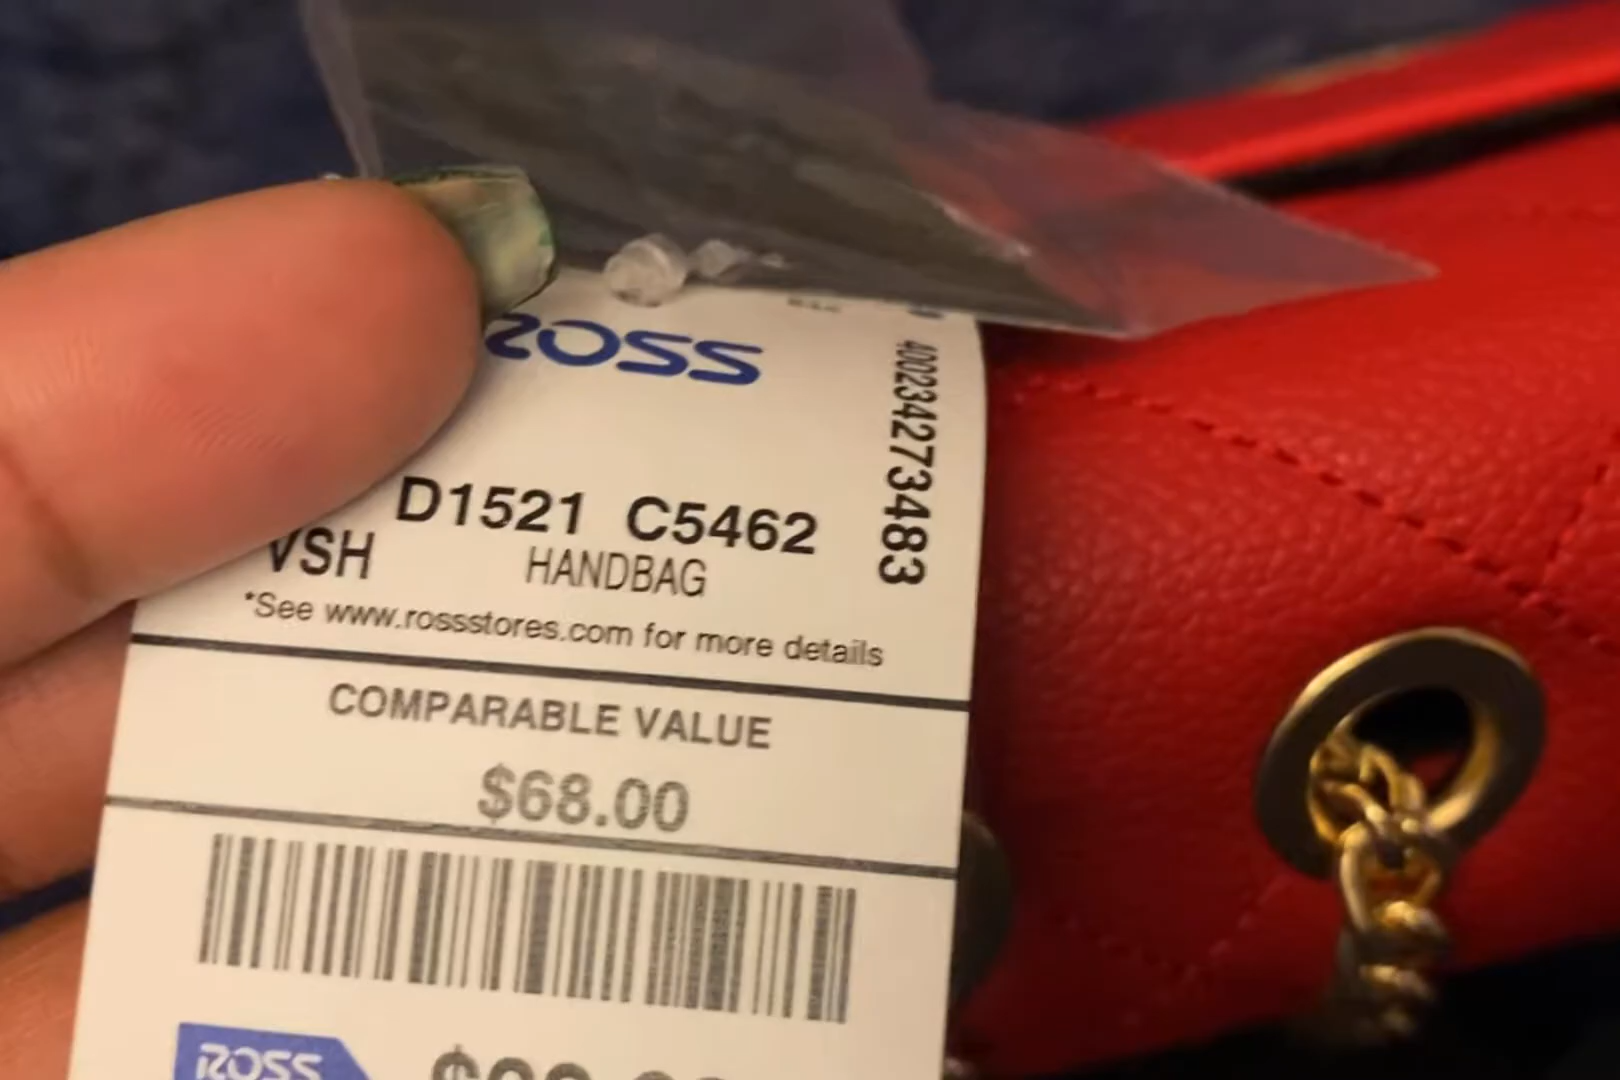 ROSS
400234273483
D1521 C5462
VSH HANDBAG
*See www.rossstores.com for more details
COMPARABLE VALUE
$68.00
ROSS